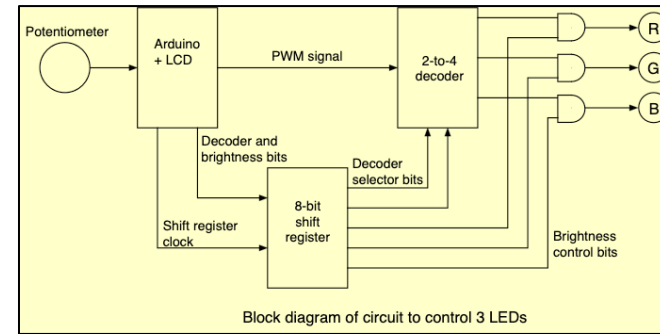 Potentiometer
Arduino
+ LCD
PWM signal
2-to-4
decoder
R
G
B
Decoder and
brightness bits
Decoder
selector bits
8-bit
shift
register
Shift register
clock
Brightness
control bits
Block diagram of circuit to control 3 LEDs